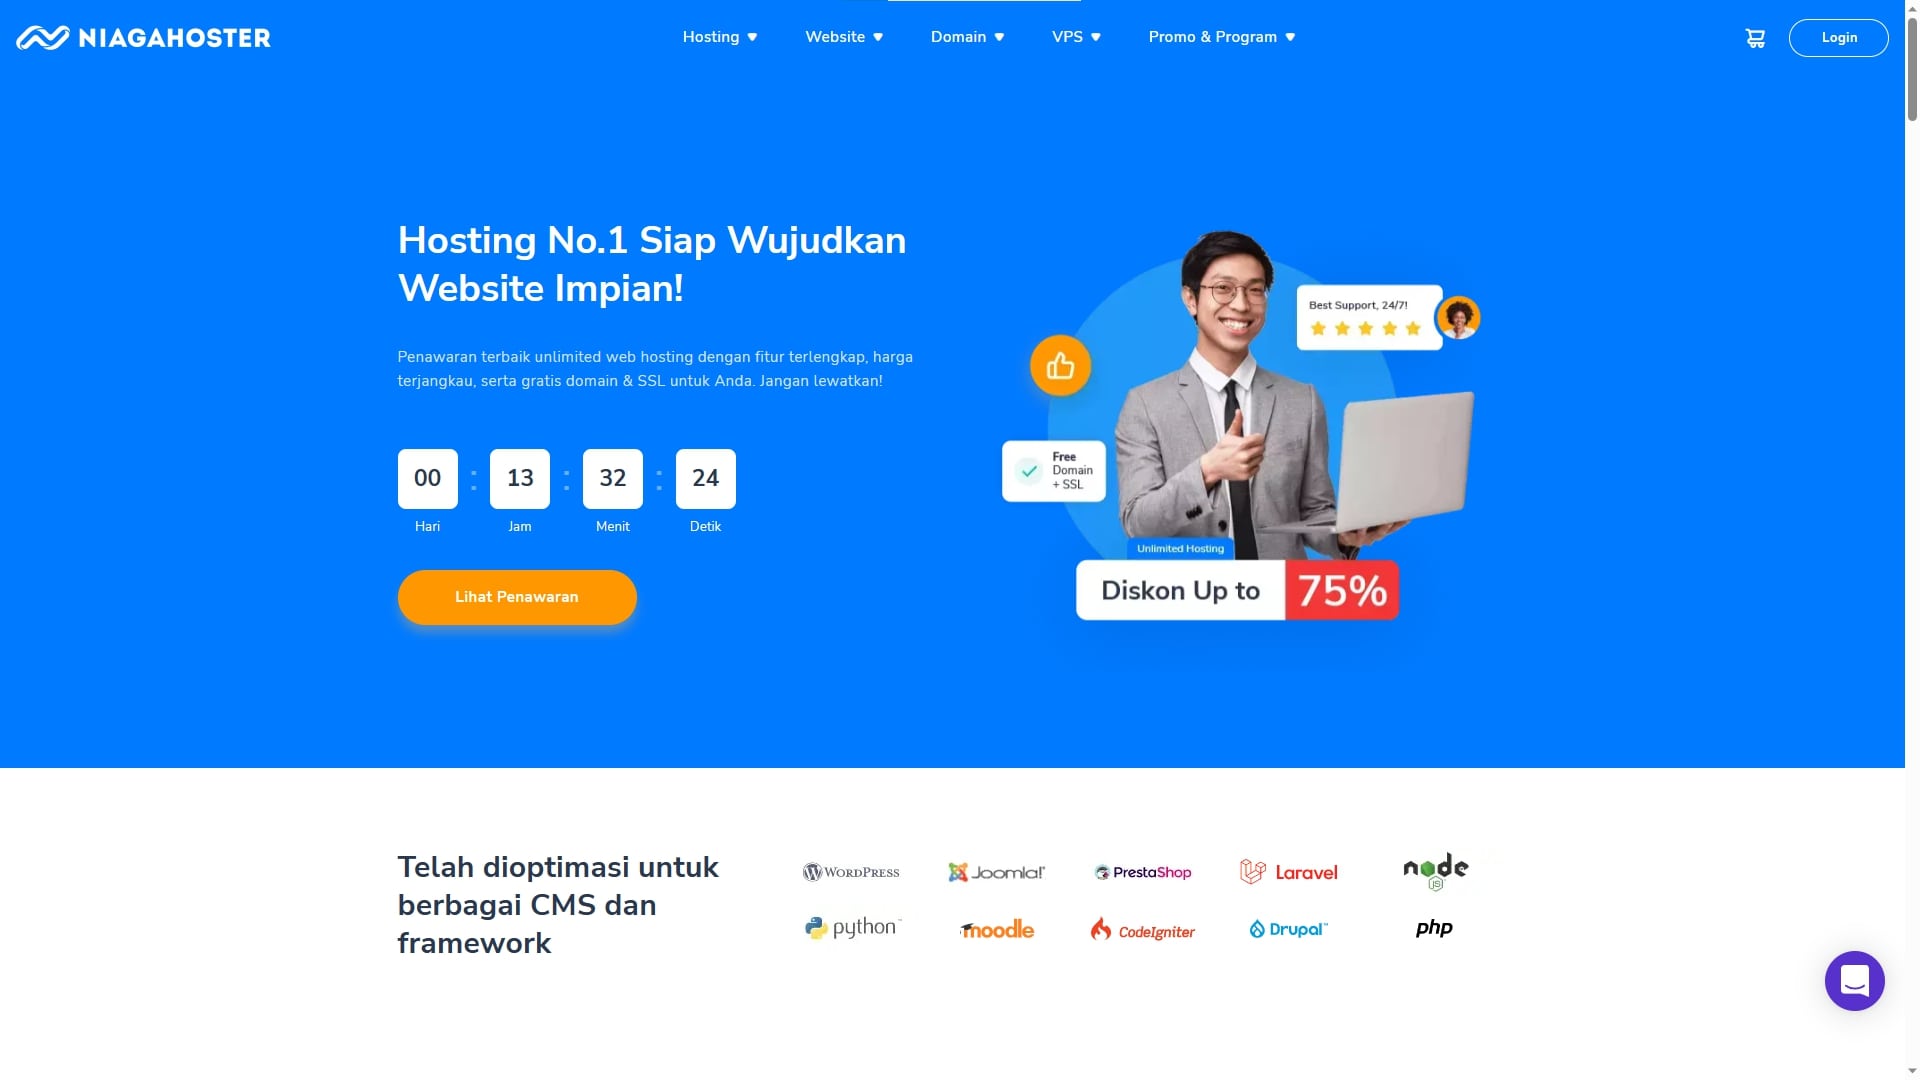 NIAGAHOSTER
Hosting
Website
Domain
VPS
Promo & Program
Login
Hosting No.1 Siap Wujudkan
Website Impian!
Penawaran terbaik unlimited web hosting dengan fitur terlengkap, harga
terjangkau, serta gratis domain & SSL untuk Anda. Jangan lewatkan!
00 : 13 : 32 : 24
Hari
Jam
Menit
Detik
Lihat Penawaran
Best Support, 24/7!
Free
Domain
+ SSL
Unlimited Hosting
Diskon Up to 75%
Telah dioptimasi untuk
berbagai CMS dan
framework
WORDPRESS
Joomla!
PRESTASHOP
Laravel
node
JS
python
moodle
CodeIgniter
Drupal™
php